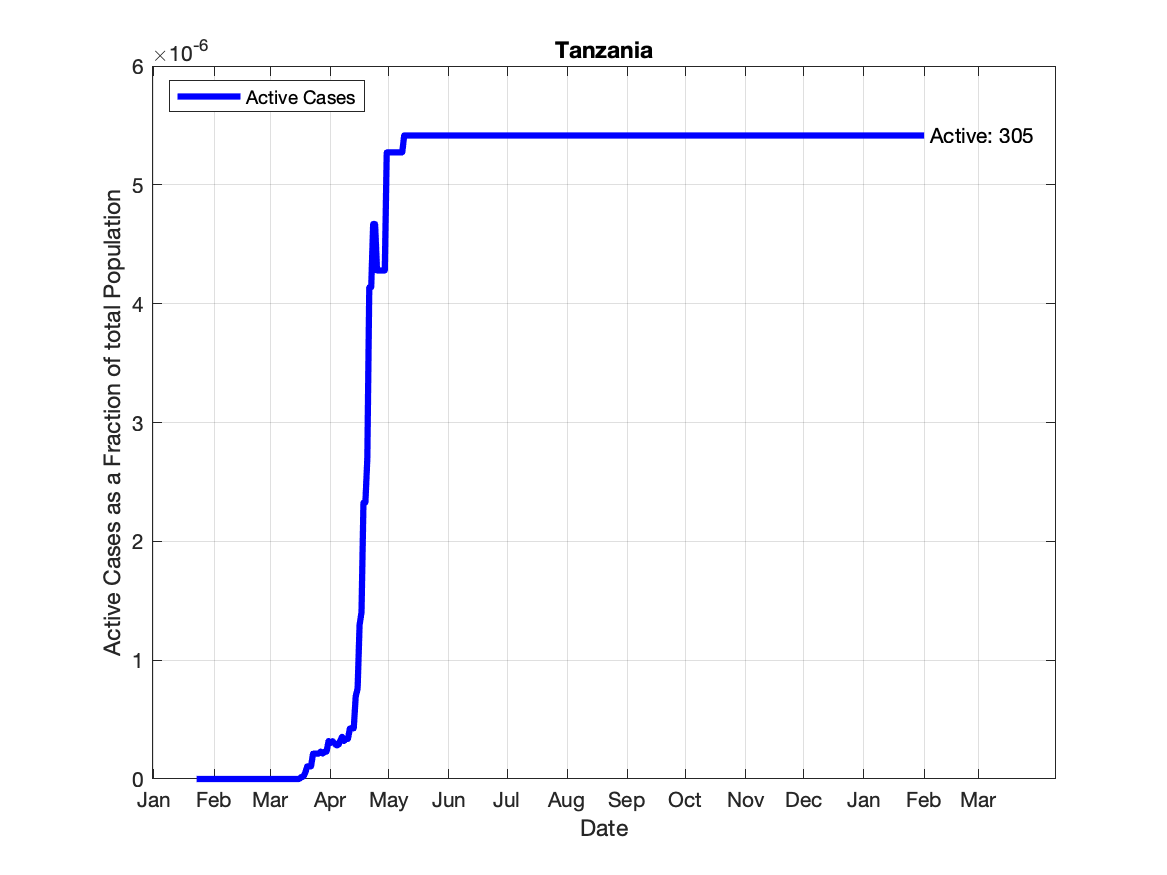 Tanzania
×10-6
Active Cases
Active: 305
Active Cases as a Fraction of total Population
6
5
4
3
2
1
0
Jan Feb Mar Apr May Jun Jul Aug Sep Oct Nov Dec Jan Feb Mar
Date